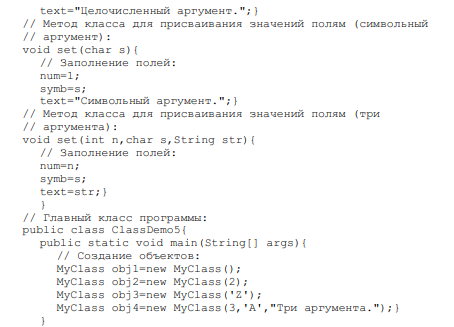 text="Целочисленный аргумент.";}
// Метод класса для присваивания значений полям (символьный
// аргумент):
void set(char s){
// Заполнение полей:
num=1;
symb=s;
text="Символьный аргумент.";}
// Метод класса для присваивания значений полям (три
// аргумента):
void set(int n,char s,String str){
// Заполнение полей:
num=n;
symb=s;
text=str;}
}
// Главный класс программы:
public class ClassDemo5{
public static void main(String[] args){
// Создание объектов:
MyClass obj1=new MyClass();
MyClass obj2=new MyClass(2);
MyClass obj3=new MyClass('Z');
MyClass obj4=new MyClass(3,'A',"Три аргумента.");}
}